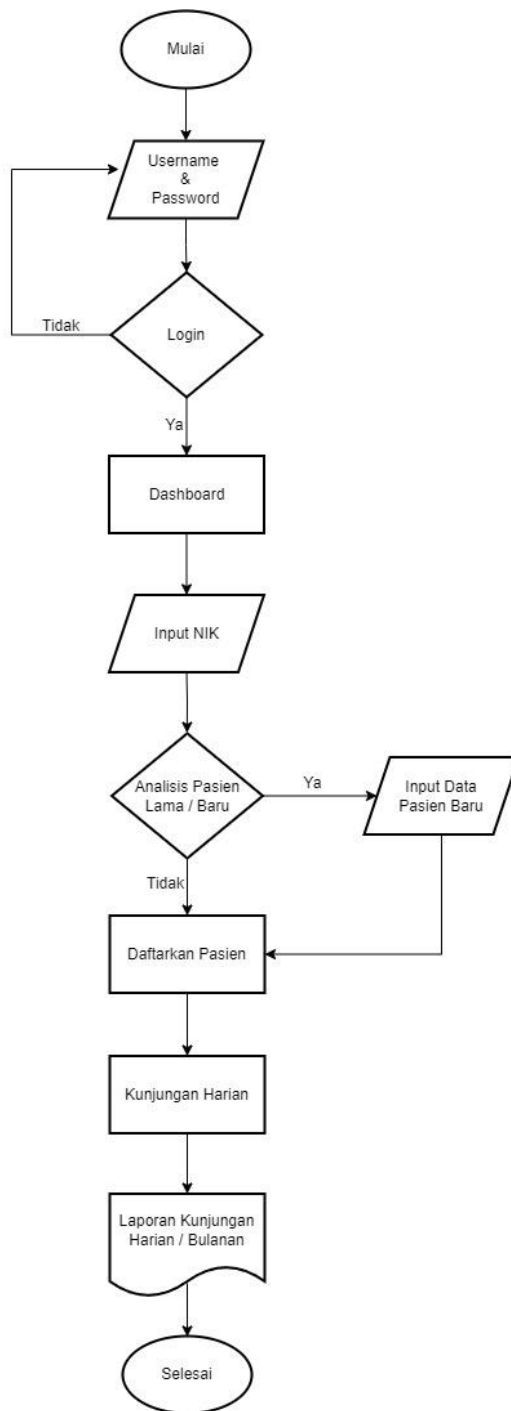 Mulai
Username
&
Password
Tidak
Login
Ya
Dashboard
Input NIK
Analisis Pasien
Lama / Baru
Ya
Input Data
Pasien Baru
Tidak
Daftarkan Pasien
Kunjungan Harian
Laporan Kunjungan
Harian / Bulanan
Selesai